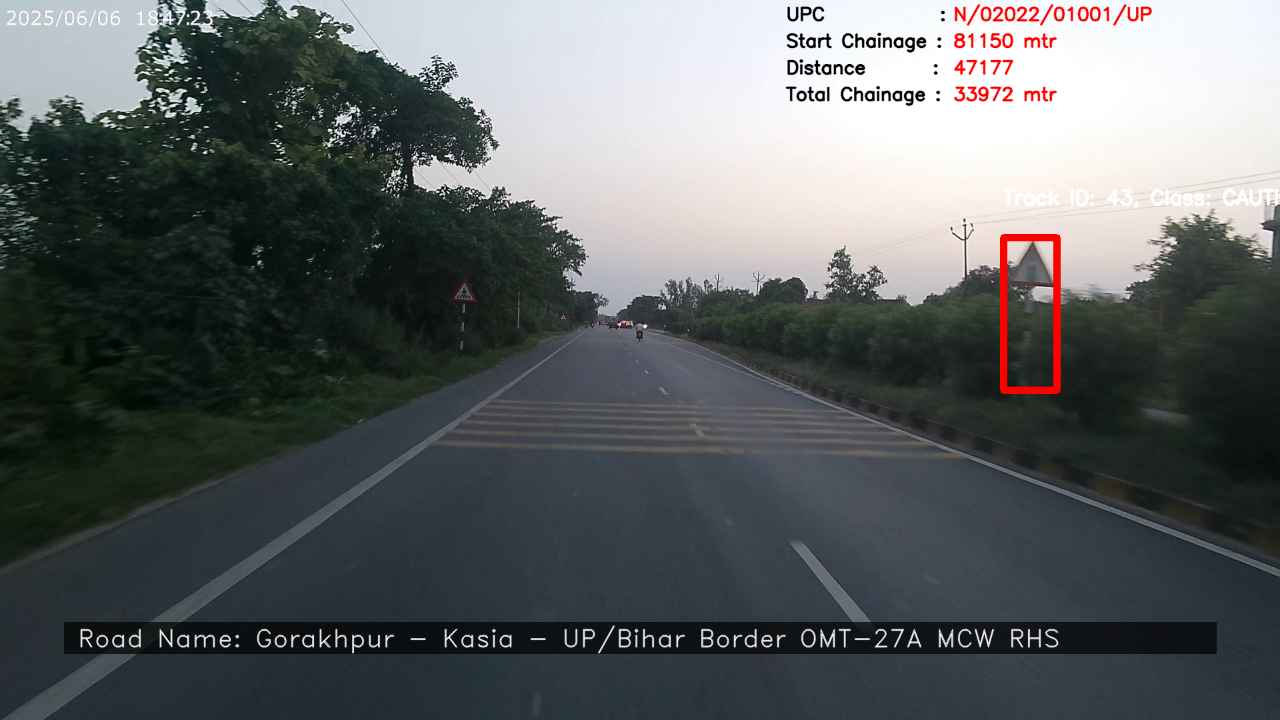 2025/06/06 18:47:23
UPC : N/02022/01001/UP
Start Chainage : 81150 mtr
Distance : 47177
Total Chainage : 33972 mtr
Track ID: 43, Class: CAUTI
Road Name: Gorakhpur - Kasia - UP/Bihar Border OMT-27A MCW RHS